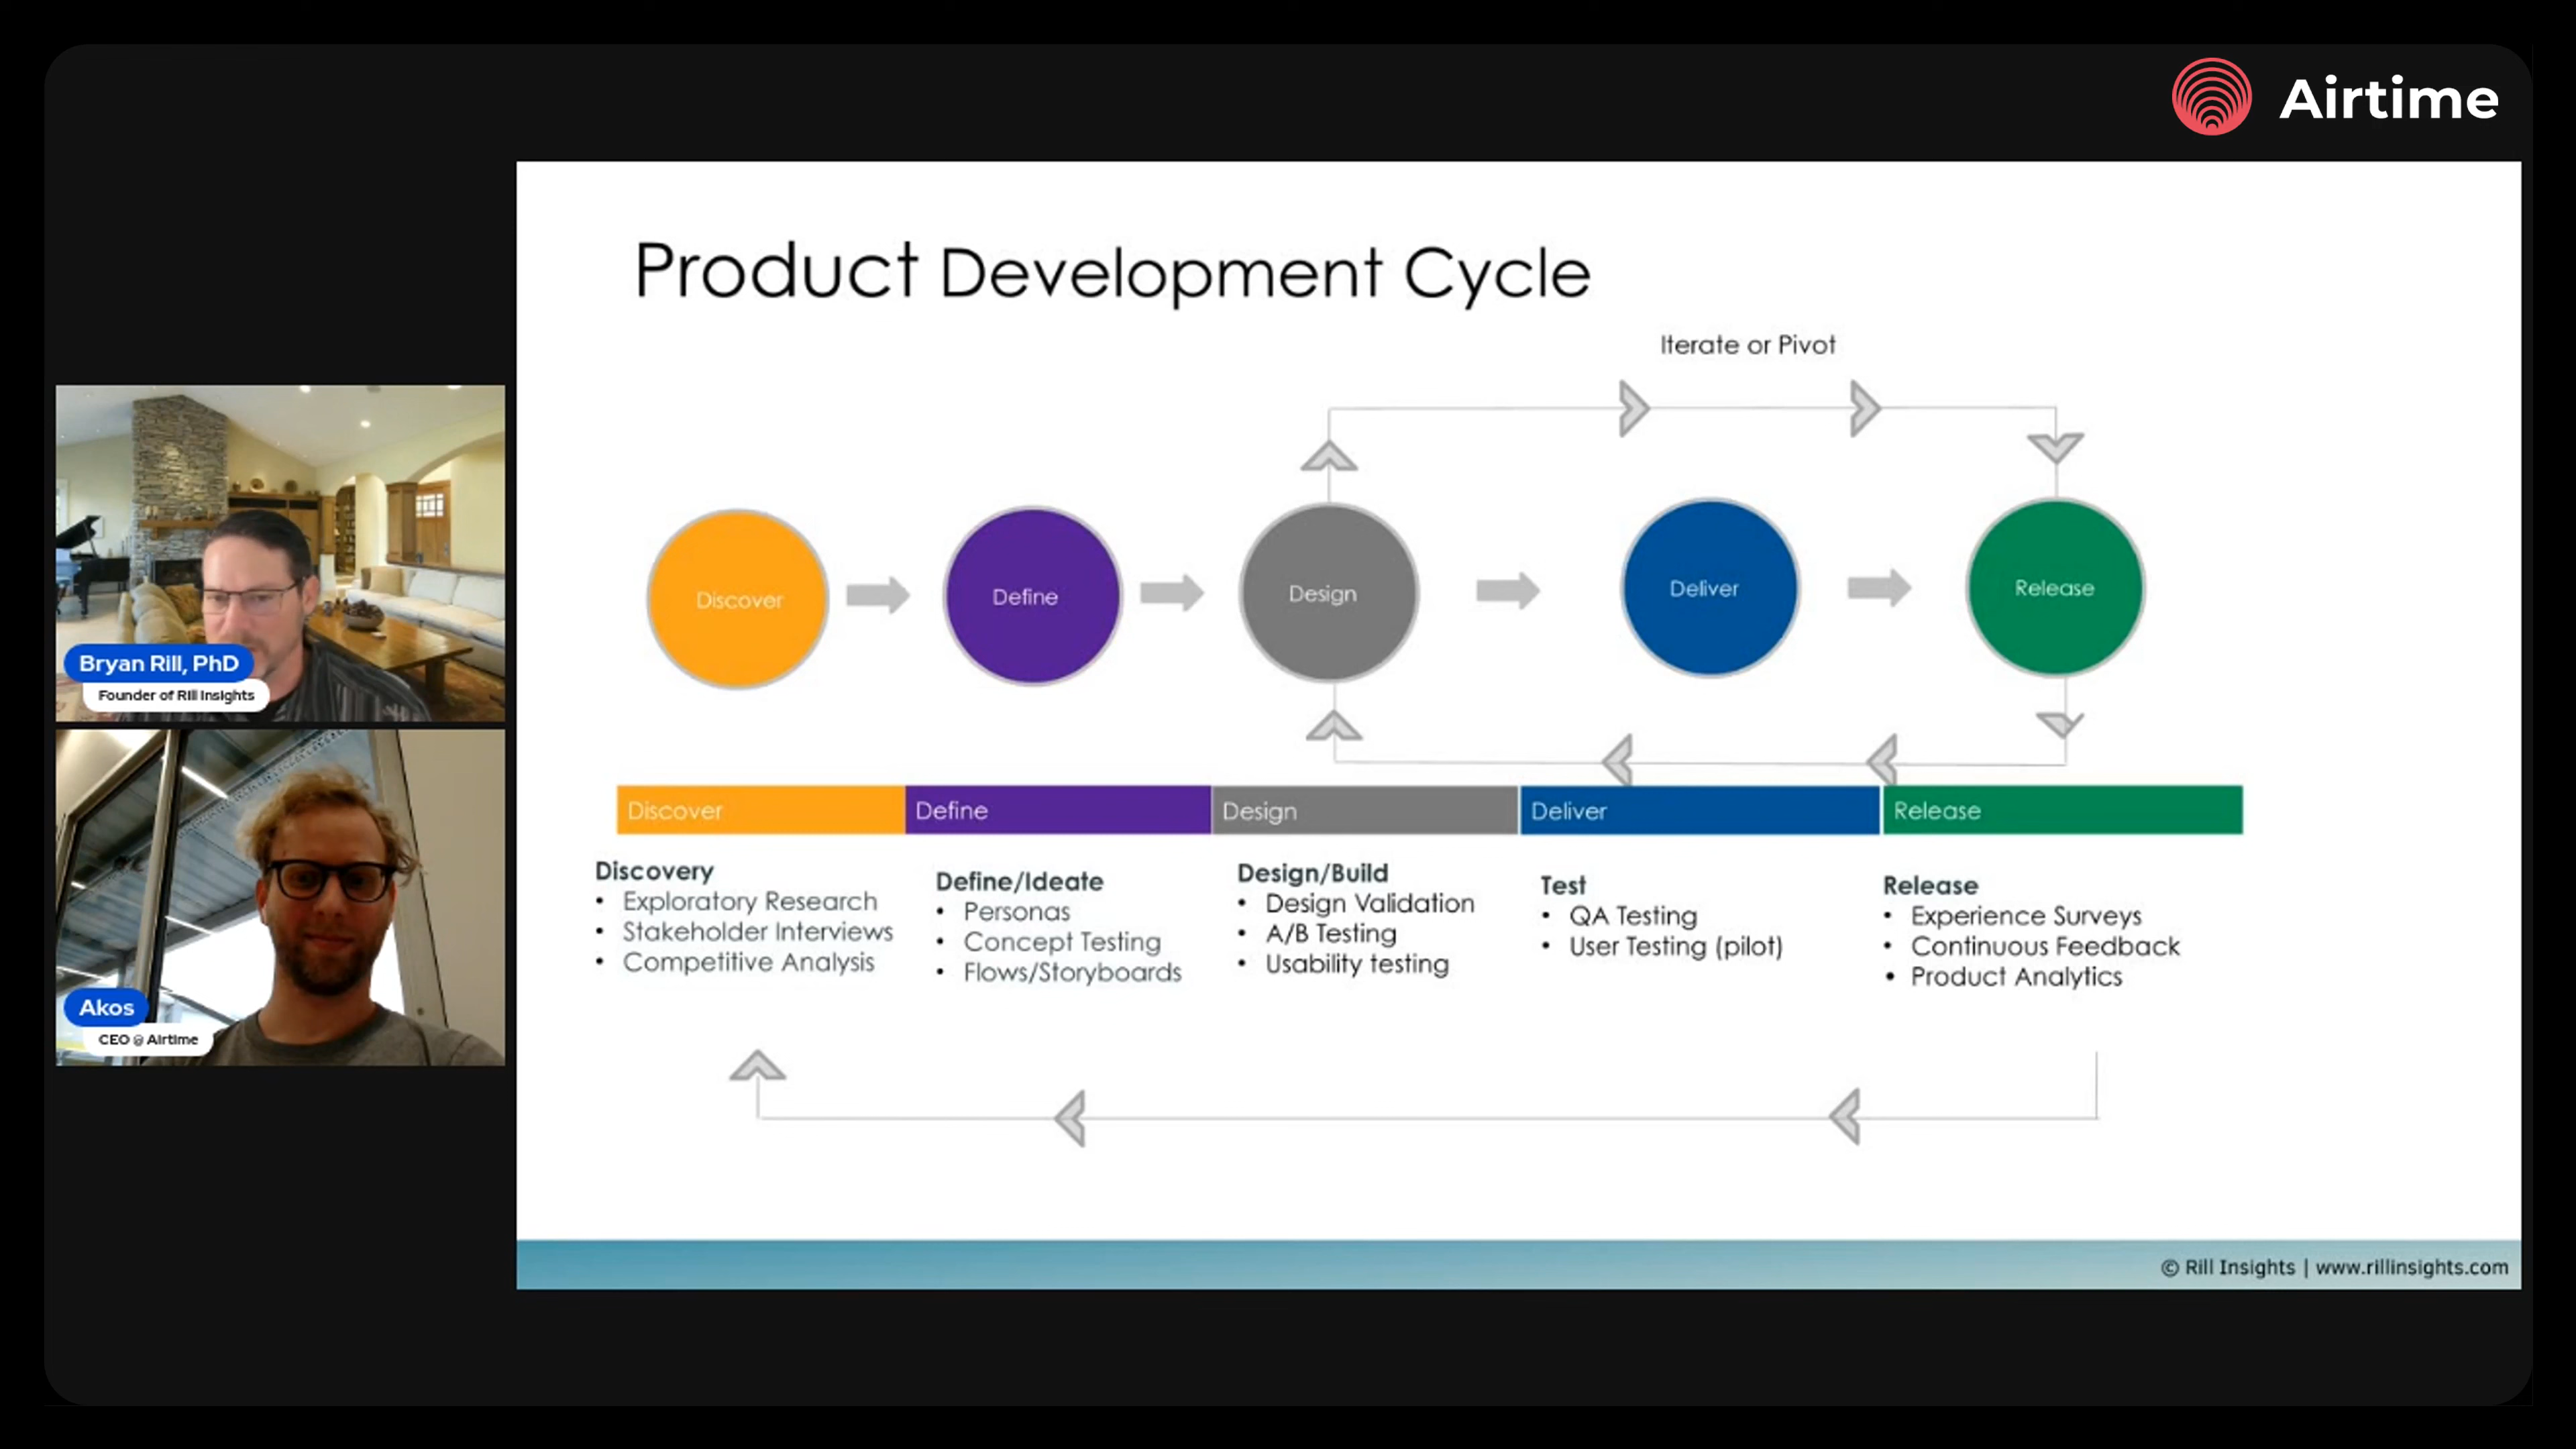 Airtime
Product Development Cycle
Iterate or Pivot
Discover
Define
Design
Deliver
Release
Bryan Rill, PhD
Founder of Rill Insights
Akos
CEO @ Airtime
Discover
Define
Design
Deliver
Release
Discovery
• Exploratory Research
• Stakeholder Interviews
• Competitive Analysis
Define/Ideate
• Personas
• Concept Testing
• Flows/Storyboards
Design/Build
• Design Validation
• A/B Testing
• Usability testing
Test
• QA Testing
• User Testing (pilot)
Release
• Experience Surveys
• Continuous Feedback
• Product Analytics
© Rill Insights | www.rillinsights.com